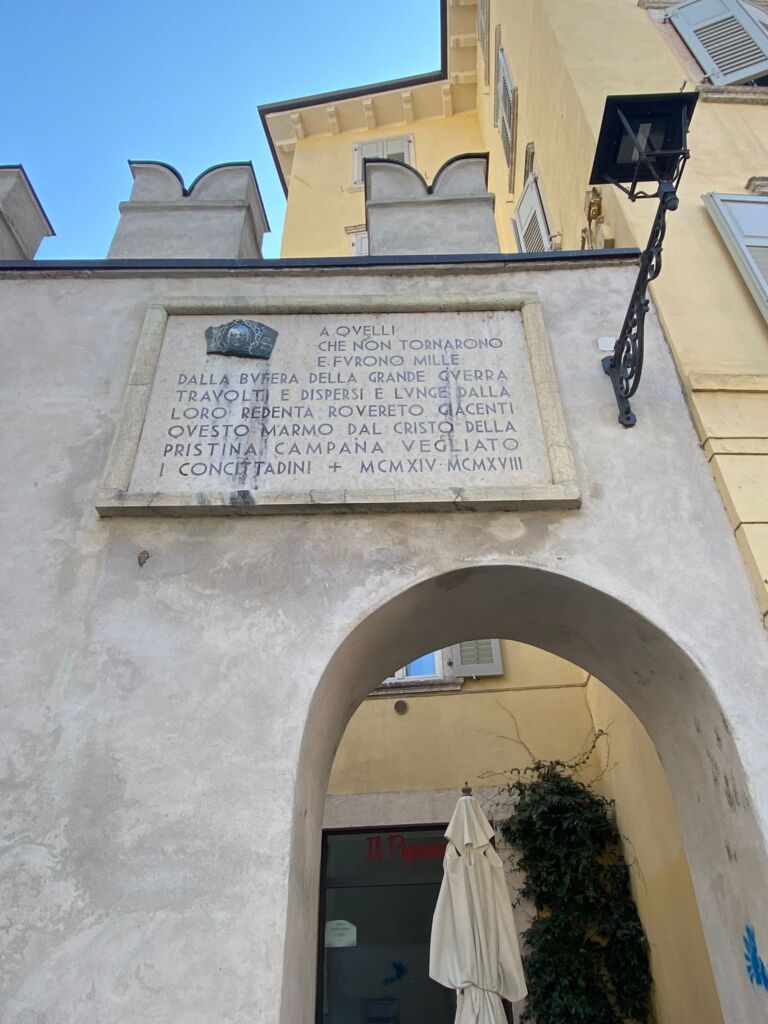 A QVELLI
CHE NON TORNARONO
E FVRONO MILLE
DALLA BVFERA DELLA GRANDE GVERRA
TRAVOLTI E DISPERSI E LVNGE DALLA
LORO REDENTA ROVERETO GIACENTI
QVESTO MARMO DAL CRISTO DELLA
PRISTINA CAMPANA VEGLIATO
I CONCITTADINI + MCMXIV·MCMXVIII
Il